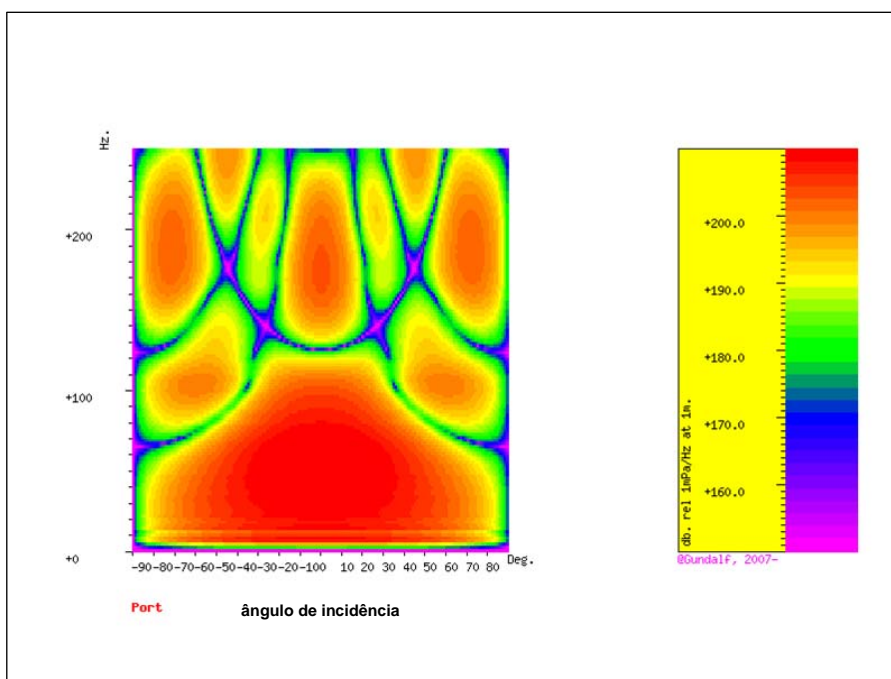 Hz.
+200
+100
+0
-90-80-70-60-50-40-30-20-100 10 20 30 40 50 60 70 80 Deg.
Port
ângulo de incidência
+200.0
+190.0
+180.0
+170.0
+160.0
db. rel 1mPa/Hz at 1m.
@Gundalf, 2007-